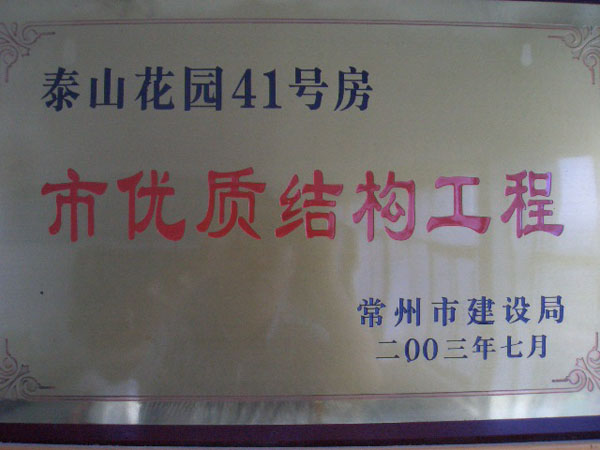 泰山花园41号房
市优质结构工程
常州市建设局
二00三年七月